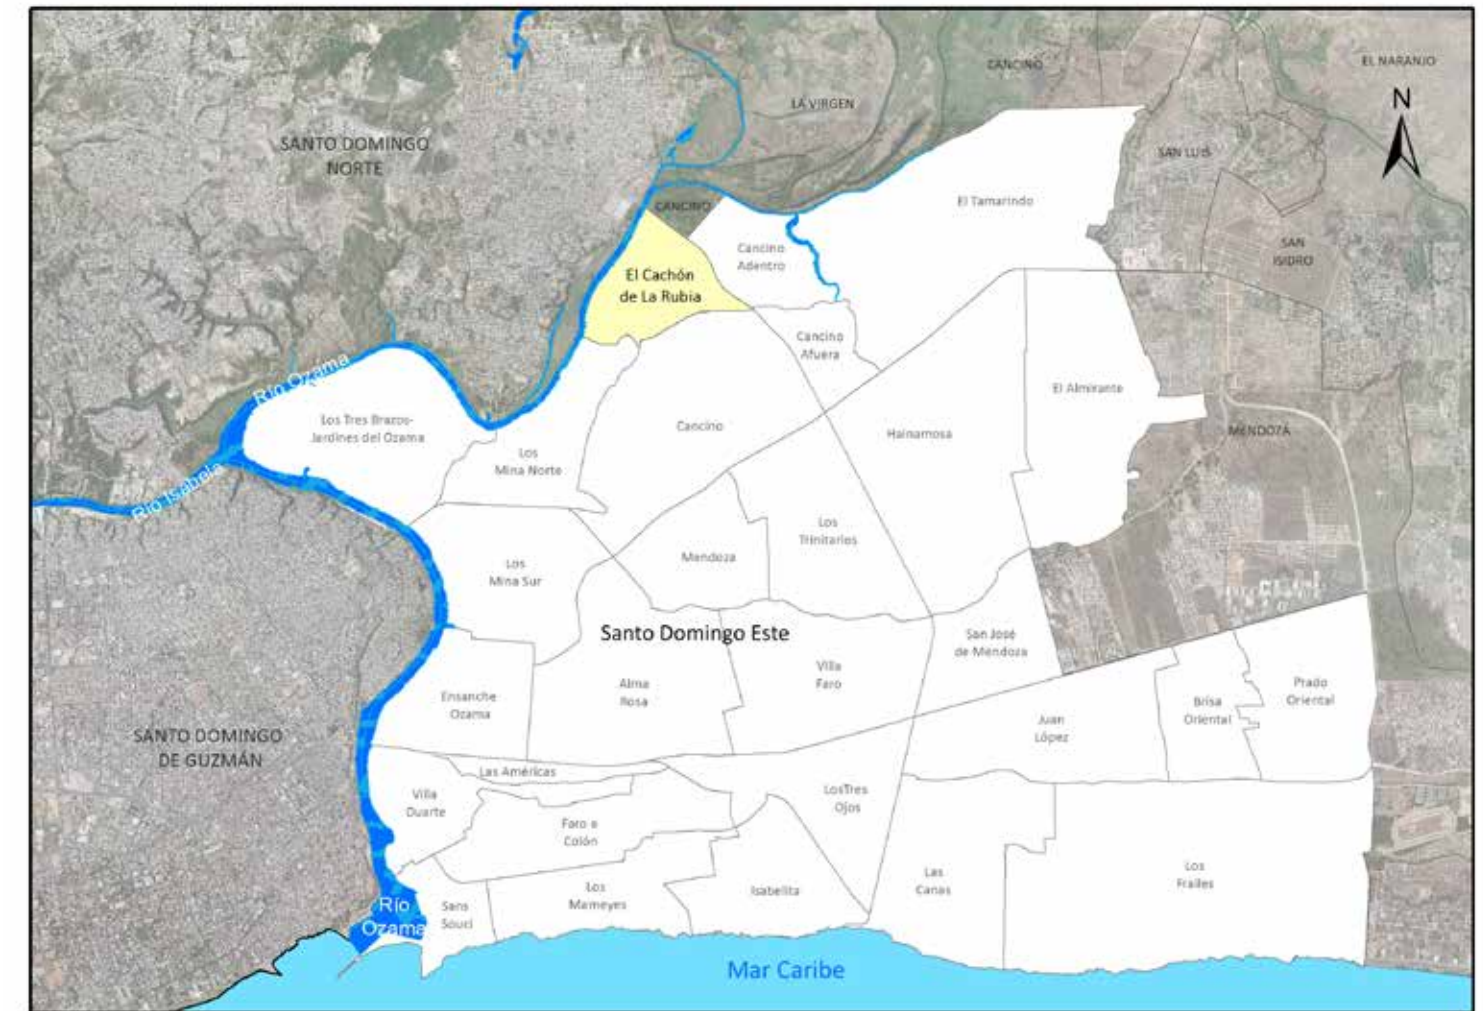 CANCINO
EL NARANJO
N
LA VIRGEN
SANTO DOMINGO
NORTE
SAN LUIS
CANCINO
El Tamarindo
SAN
ISIDRO
Cancino
Adentro
El Cachón
de La Rubia
Cancino
Afuera
Río Ozama
El Almirante
Los Tres Brazos-
Jardines del Ozama
Cancino
Hainamosa
MENDOZA
Los
Mina Norte
Río Isabela
Los
Trinitarios
Mendoza
Los
Mina Sur
Santo Domingo Este
San José
de Mendoza
Villa
Faro
Alma
Rosa
Ensanche
Ozama
Prado
Oriental
Brisa
Oriental
Juan
López
SANTO DOMINGO
DE GUZMÁN
Las Américas
Villa
Duarte
LosTres
Ojos
Faro a
Colón
Los
Frailes
Las
Canas
Los
Mameyes
Isabelita
Sans
Souci
Río
Ozama
Mar Caribe